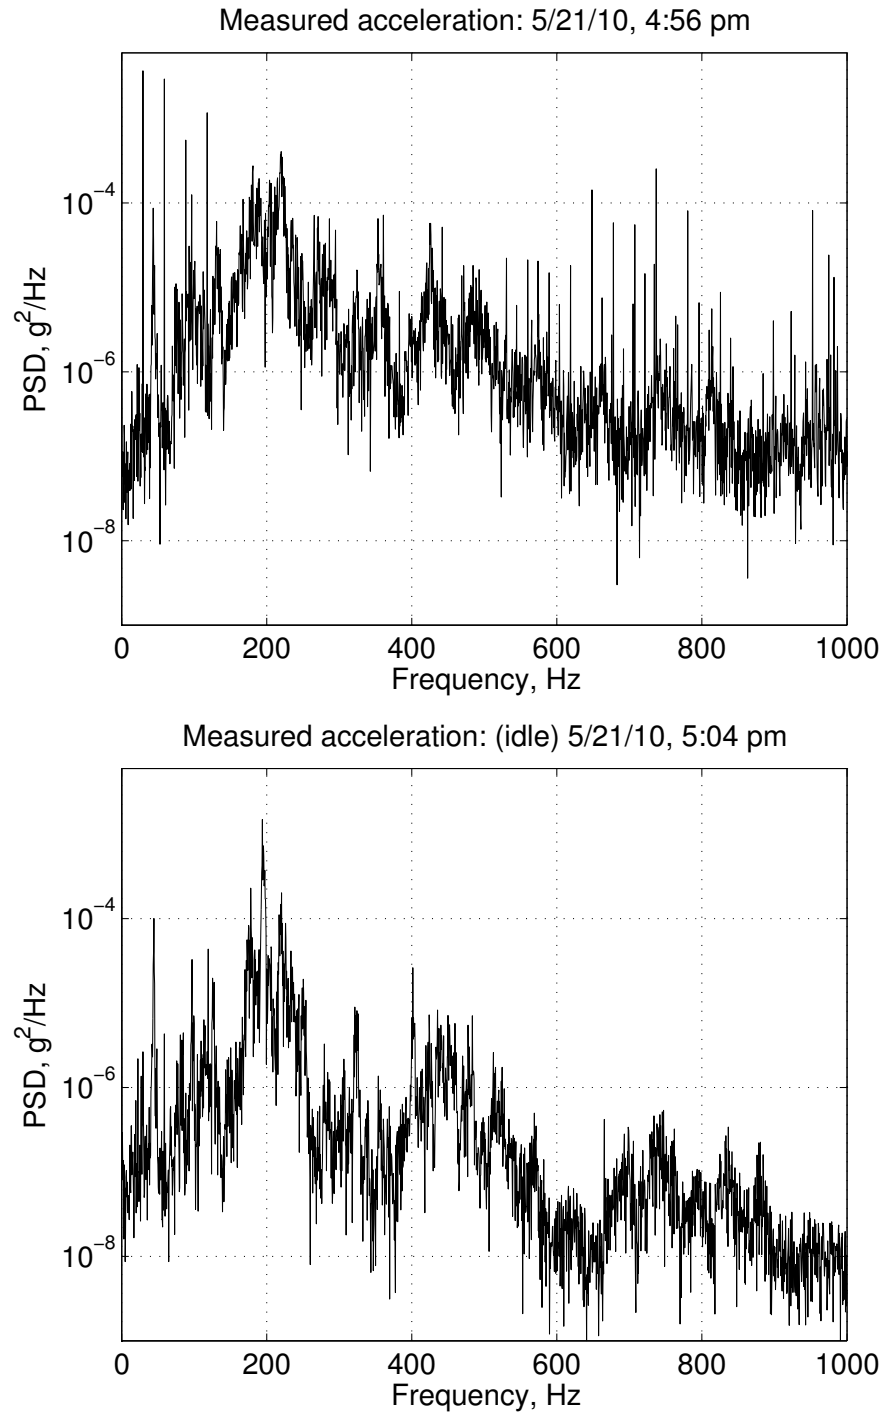 Measured acceleration: 5/21/10, 4:56 pm
PSD, g²/Hz
10⁻⁴
10⁻⁶
10⁻⁸
0 200 400 600 800 1000
Frequency, Hz
Measured acceleration: (idle) 5/21/10, 5:04 pm
PSD, g²/Hz
10⁻⁴
10⁻⁶
10⁻⁸
0 200 400 600 800 1000
Frequency, Hz